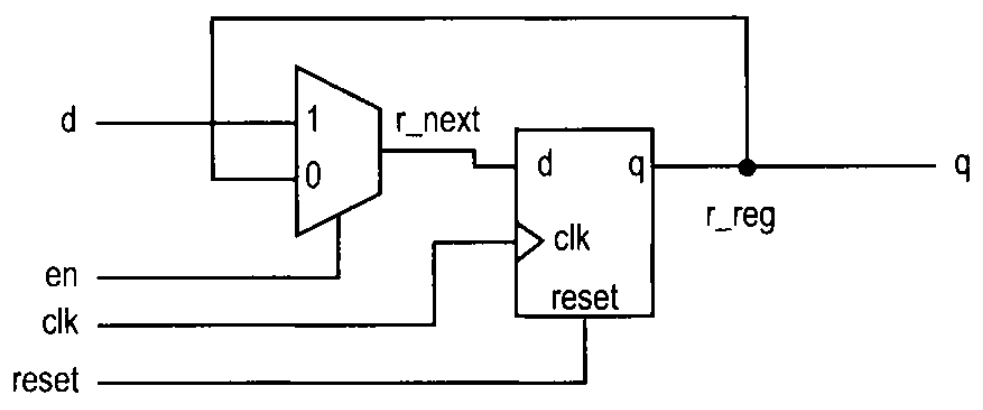 d
1
r_next
0
d
q
q
r_reg
en
clk
clk
reset
reset